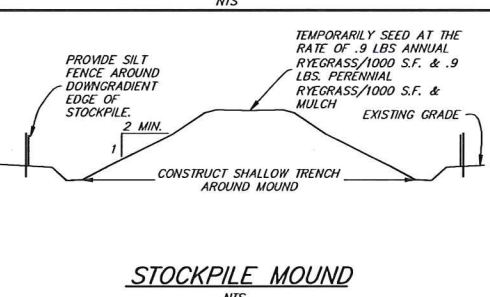 NTS
PROVIDE SILT
FENCE AROUND
DOWNGRADIENT
EDGE OF
STOCKPILE.
TEMPORARILY SEED AT THE
RATE OF .9 LBS ANNUAL
RYEGRASS/1000 S.F. & .9
LBS. PERENNIAL
RYEGRASS/1000 S.F. &
MULCH
EXISTING GRADE
2 MIN.
1
CONSTRUCT SHALLOW TRENCH
AROUND MOUND
STOCKPILE MOUND
NTS